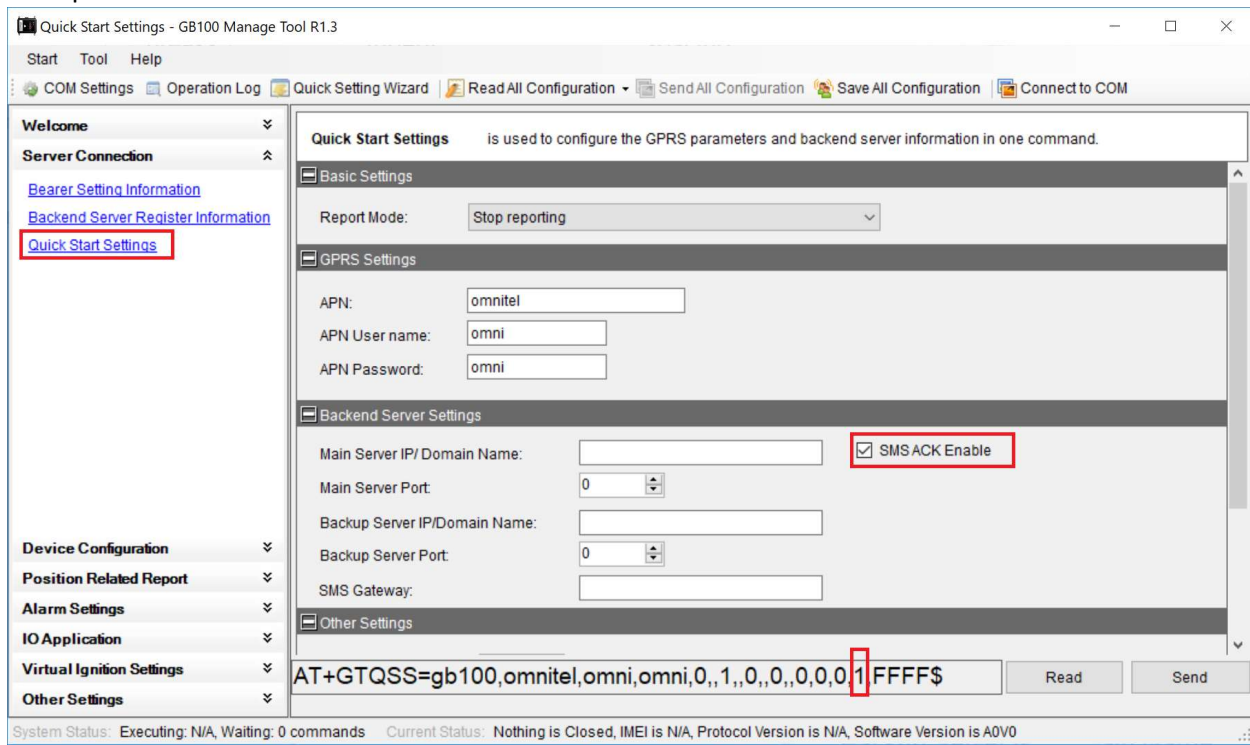 Quick Start Settings - GB100 Manage Tool R1.3
Start Tool Help
COM Settings Operation Log Quick Setting Wizard Read All Configuration Send All Configuration Save All Configuration Connect to COM
Welcome
Server Connection
Bearer Setting Information
Backend Server Register Information
Quick Start Settings
Device Configuration
Position Related Report
Alarm Settings
IO Application
Virtual Ignition Settings
Other Settings
Quick Start Settings is used to configure the GPRS parameters and backend server information in one command.
Basic Settings
Report Mode: Stop reporting
GPRS Settings
APN: omnitel
APN User name: omni
APN Password: omni
Backend Server Settings
Main Server IP/ Domain Name: SMS ACK Enable
Main Server Port: 0
Backup Server IP/Domain Name:
Backup Server Port: 0
SMS Gateway:
Other Settings
AT+GTQSS=gb100,omnitel,omni,omni,0,,1,,0,,0,,0,0,0,1,FFFF$ Read Send
System Status: Executing: N/A, Waiting: 0 commands Current Status: Nothing is Closed, IMEI is N/A, Protocol Version is N/A, Software Version is A0V0